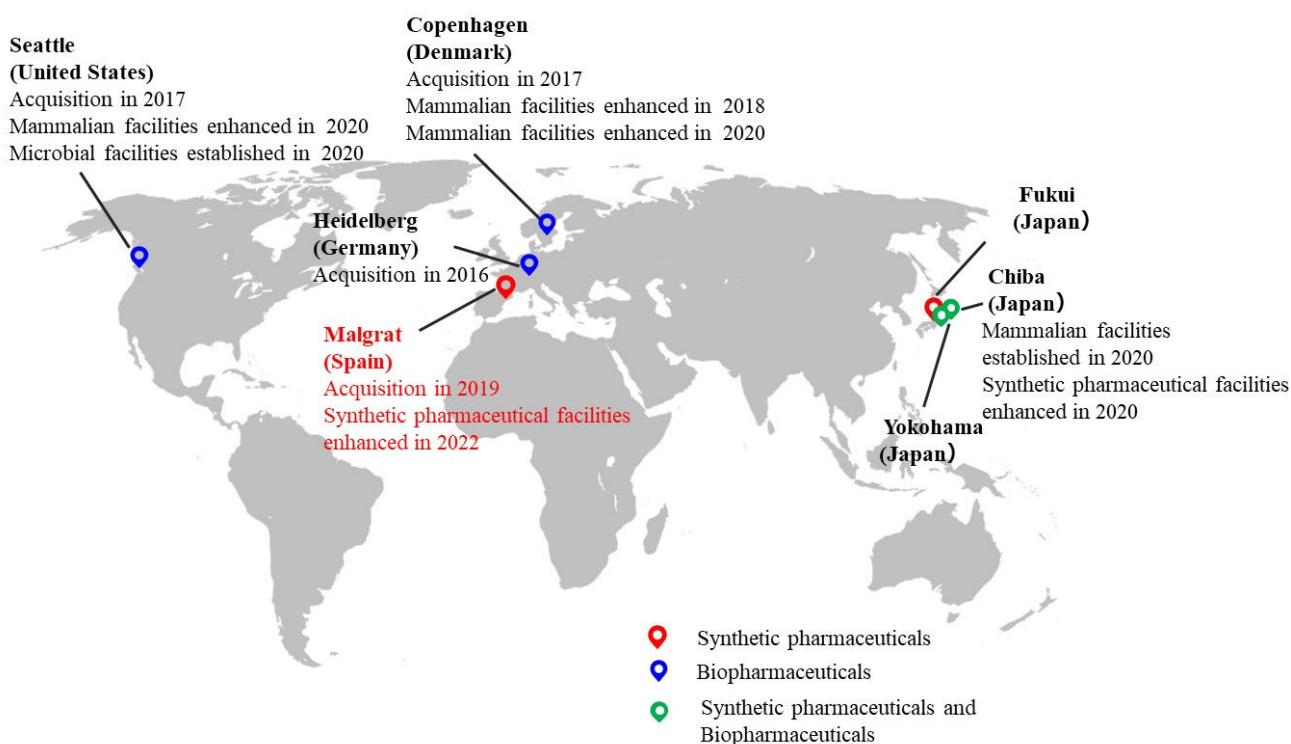 Seattle
(United States)
Acquisition in 2017
Mammalian facilities enhanced in 2020
Microbial facilities established in 2020
Copenhagen
(Denmark)
Acquisition in 2017
Mammalian facilities enhanced in 2018
Mammalian facilities enhanced in 2020
Heidelberg
(Germany)
Acquisition in 2016
Malgrat
(Spain)
Acquisition in 2019
Synthetic pharmaceutical facilities
enhanced in 2022
Fukui
(Japan）
Chiba
(Japan）
Mammalian facilities
established in 2020
Synthetic pharmaceutical facilities
enhanced in 2020
Yokohama
(Japan）
Synthetic pharmaceuticals
Biopharmaceuticals
Synthetic pharmaceuticals and
Biopharmaceuticals